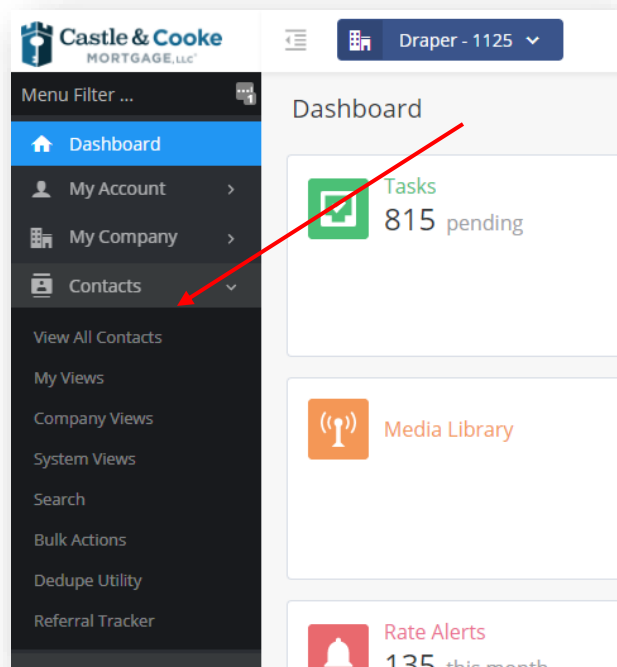 Castle & Cooke
MORTGAGE, LLC
Draper - 1125
Menu Filter ...
1
Dashboard
Dashboard
My Account
My Company
Contacts
View All Contacts
My Views
Company Views
System Views
Search
Bulk Actions
Dedupe Utility
Referral Tracker
Tasks
815 pending
Media Library
Rate Alerts
135 this month